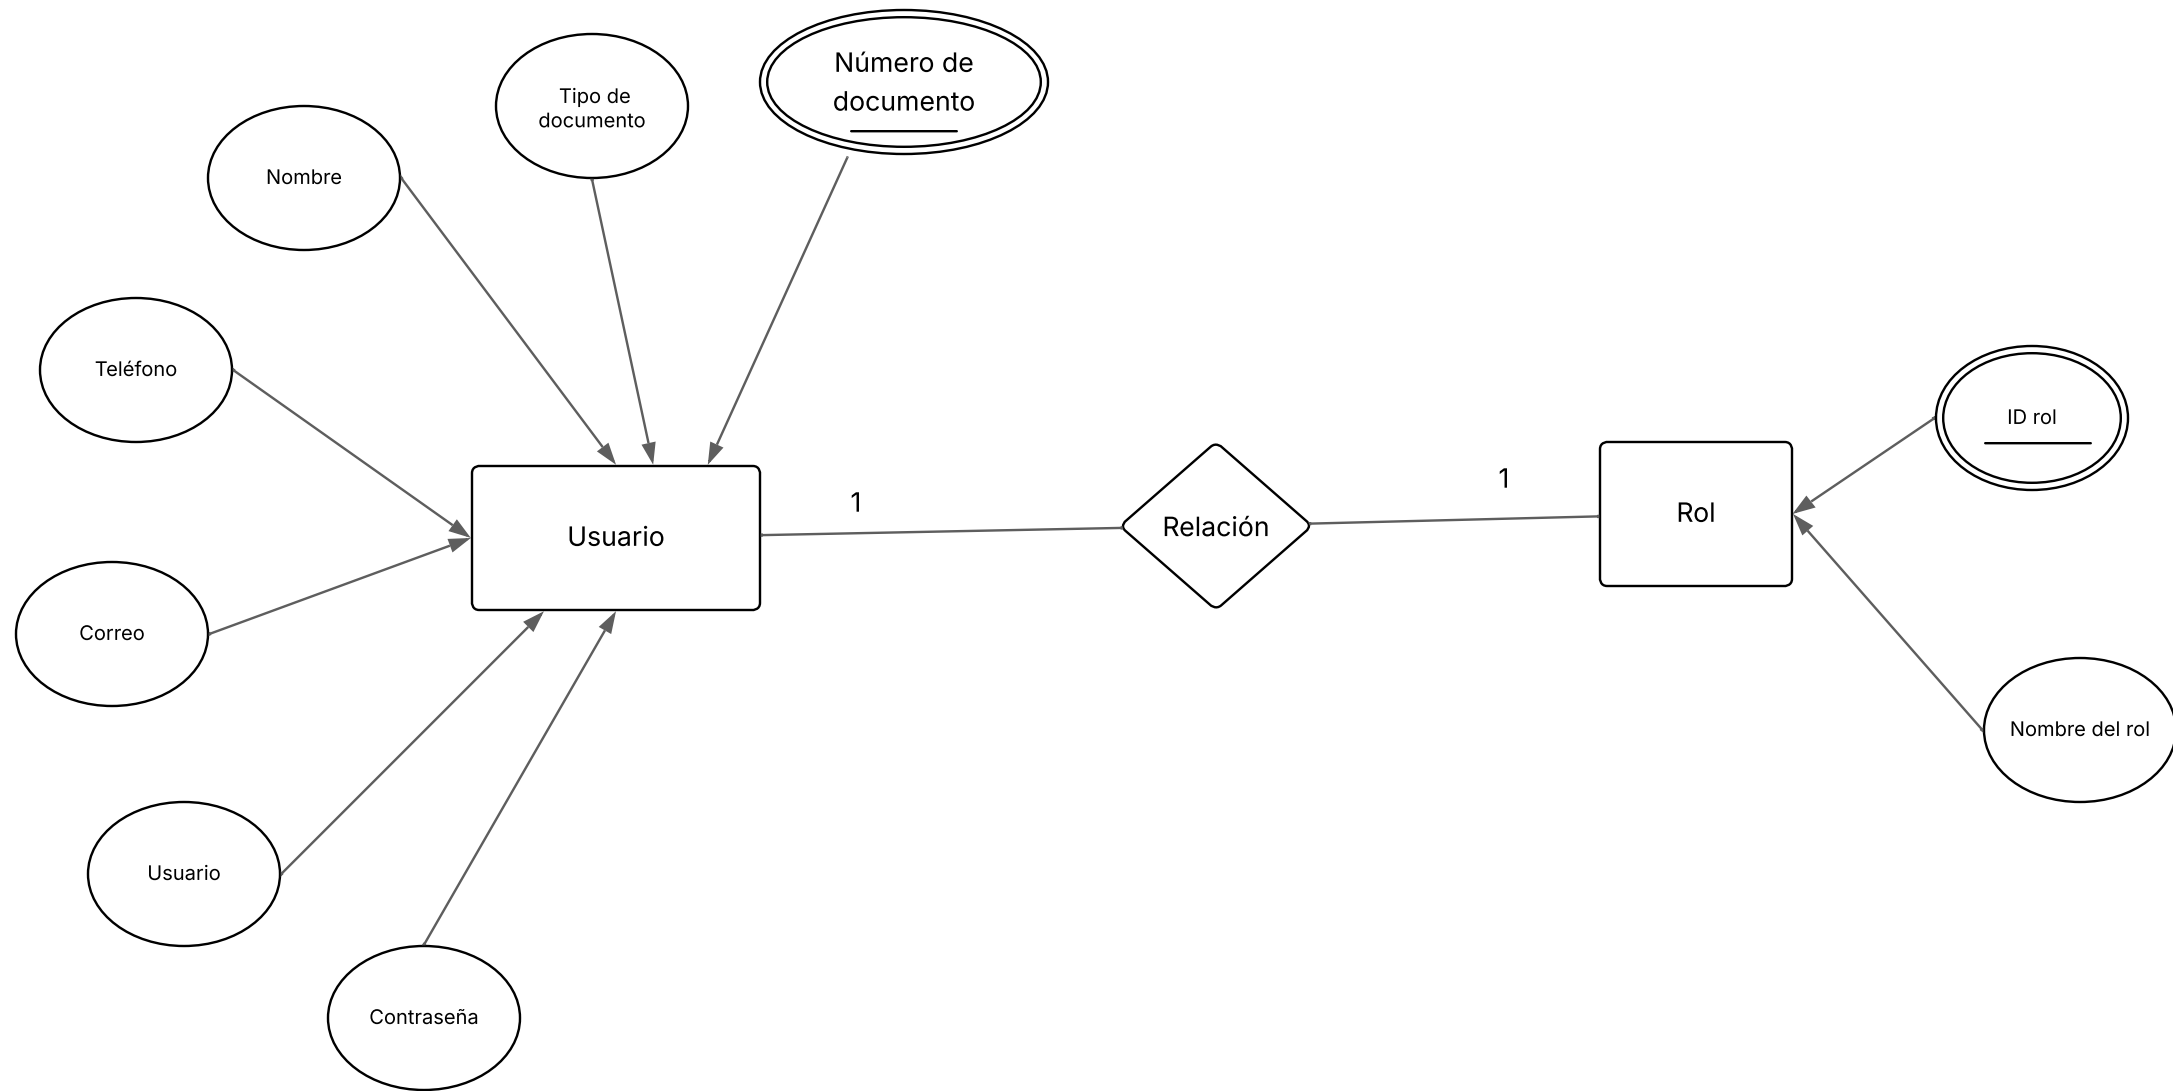 Número de
documento
Tipo de
documento
Nombre
Teléfono
ID rol
1
1
Usuario
Relación
Rol
Correo
Nombre del rol
Usuario
Contraseña